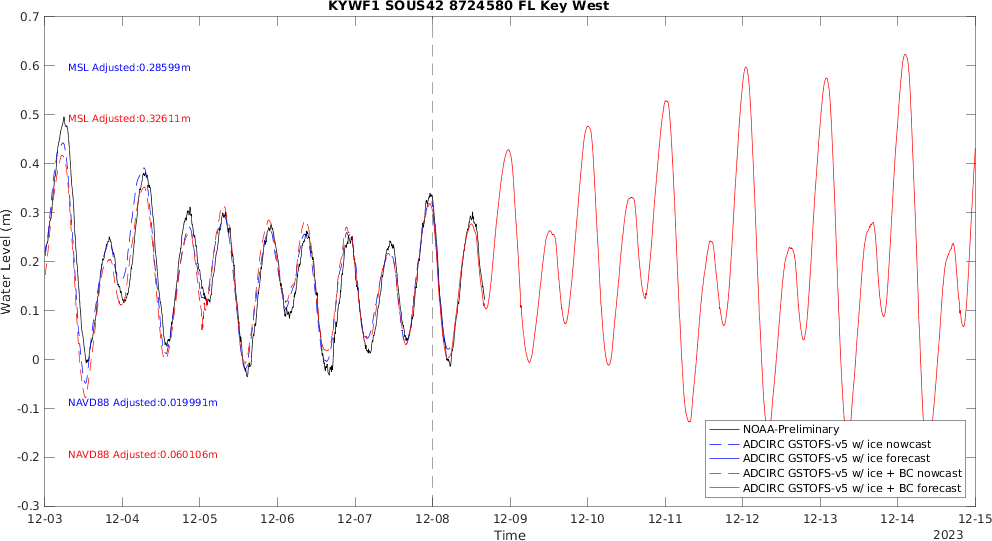 KYWF1 SOUS42 8724580 FL Key West
0.7
0.6
0.5
0.4
0.3
0.2
0.1
0
-0.1
-0.2
-0.3
Water Level (m)
MSL Adjusted:0.28599m
MSL Adjusted:0.32611m
NAVD88 Adjusted:0.019991m
NAVD88 Adjusted:0.060106m
NOAA-Preliminary
ADCIRC GSTOFS-v5 w/ ice nowcast
ADCIRC GSTOFS-v5 w/ ice forecast
ADCIRC GSTOFS-v5 w/ ice + BC nowcast
ADCIRC GSTOFS-v5 w/ ice + BC forecast
12-03 12-04 12-05 12-06 12-07 12-08 12-09 12-10 12-11 12-12 12-13 12-14 12-15
Time
2023